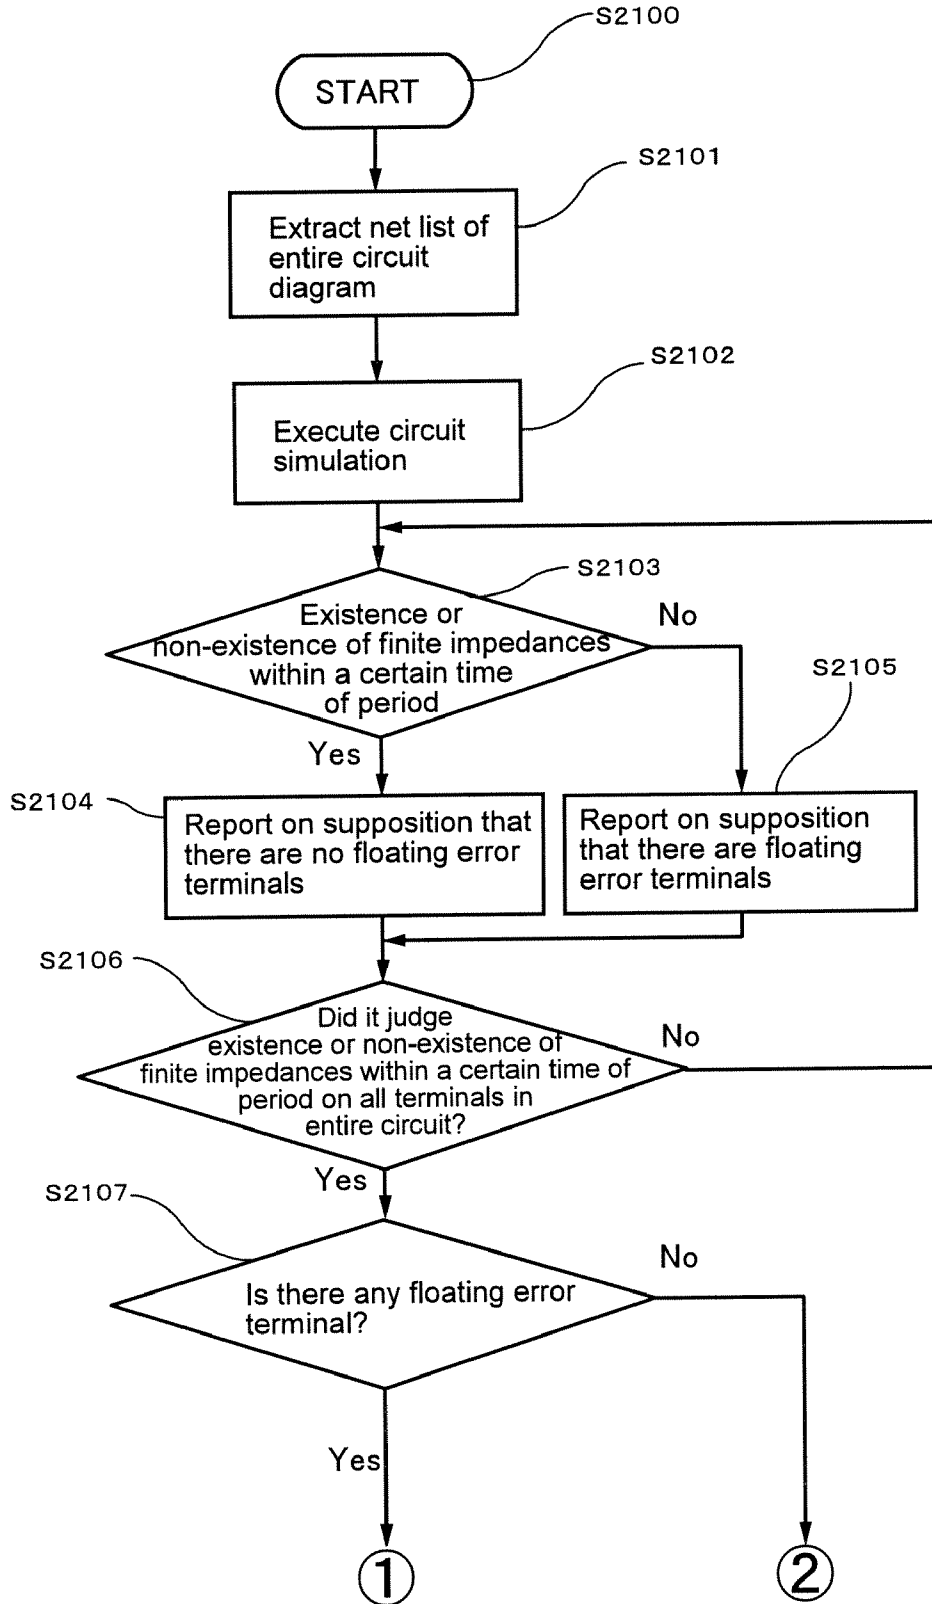 S2100
START
S2101
Extract net list of
entire circuit
diagram
S2102
Execute circuit
simulation
S2103
Existence or
non-existence of finite impedances
within a certain time
of period
No
Yes
S2104
Report on supposition that
there are no floating error
terminals
S2105
Report on supposition
that there are floating
error terminals
S2106
Did it judge
existence or non-existence of
finite impedances within a certain time of
period on all terminals in
entire circuit?
No
Yes
S2107
Is there any floating error
terminal?
No
Yes
①
②